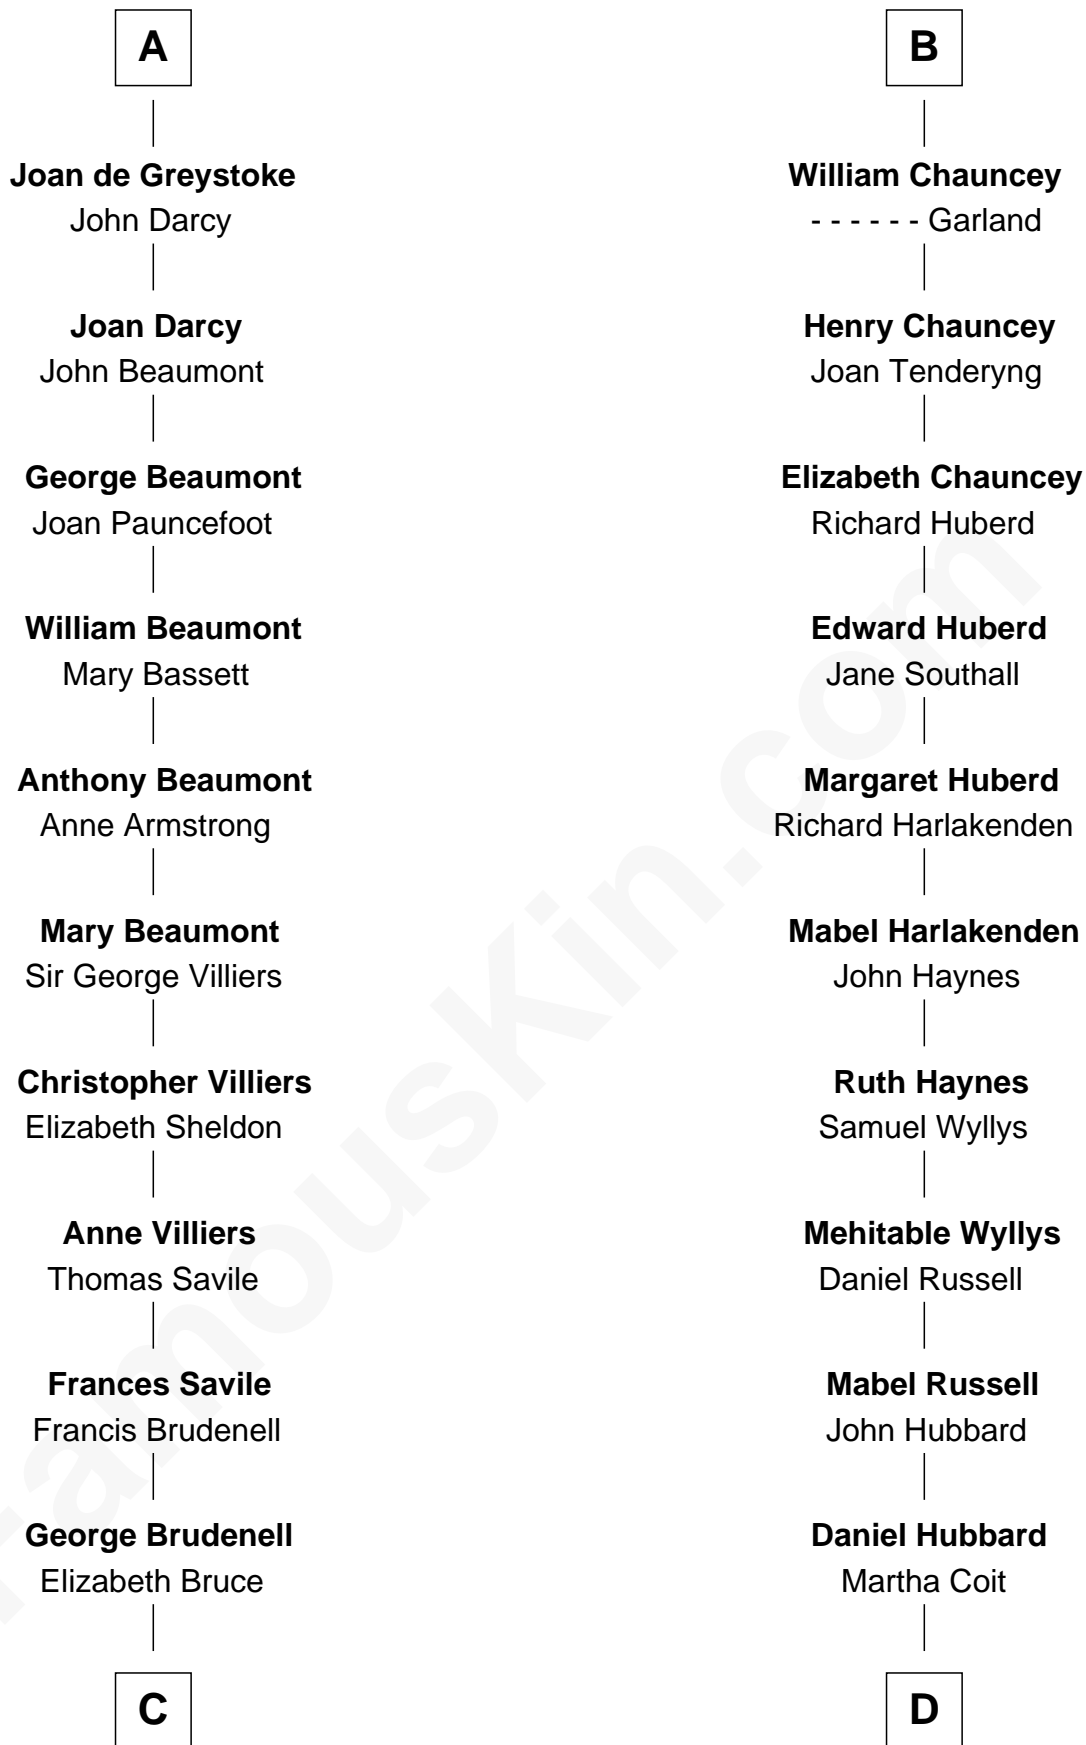 A
Joan de Greystoke
John Darcy
Joan Darcy
John Beaumont
George Beaumont
Joan Pauncefoot
William Beaumont
Mary Bassett
Anthony Beaumont
Anne Armstrong
Mary Beaumont
Sir George Villiers
Christopher Villiers
Elizabeth Sheldon
Anne Villiers
Thomas Savile
Frances Savile
Francis Brudenell
George Brudenell
Elizabeth Bruce
C
B
William Chauncey
- - - - - - Garland
Henry Chauncey
Joan Tenderyng
Elizabeth Chauncey
Richard Huberd
Edward Huberd
Jane Southall
Margaret Huberd
Richard Harlakenden
Mabel Harlakenden
John Haynes
Ruth Haynes
Samuel Wyllys
Mehitable Wyllys
Daniel Russell
Mabel Russell
John Hubbard
Daniel Hubbard
Martha Coit
D
FamousKin.com